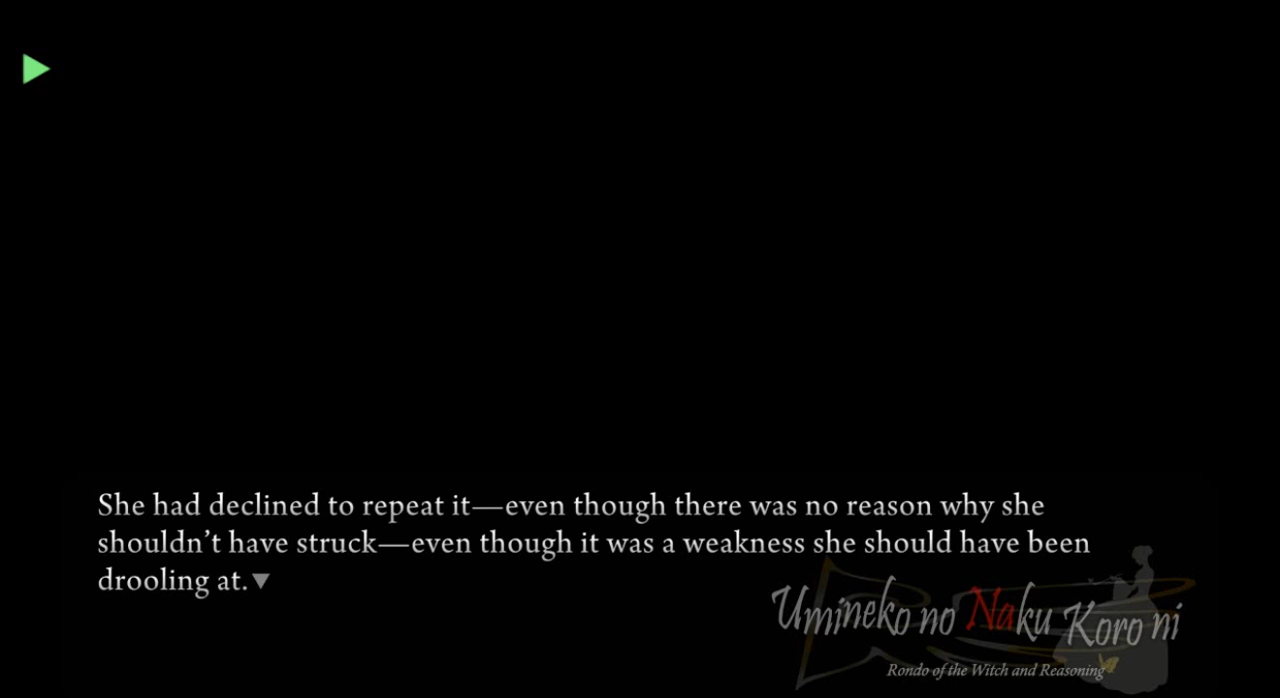 She had declined to repeat it—even though there was no reason why she
shouldn’t have struck—even though it was a weakness she should have been
drooling at.
Umineko no Naku Koro ni
Rondo of the Witch and Reasoning